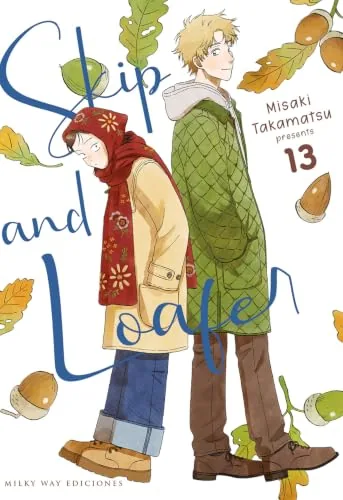 Skip
and
Loafer
Misaki
Takamatsu
presents
13
MILKY WAY EDICIONES